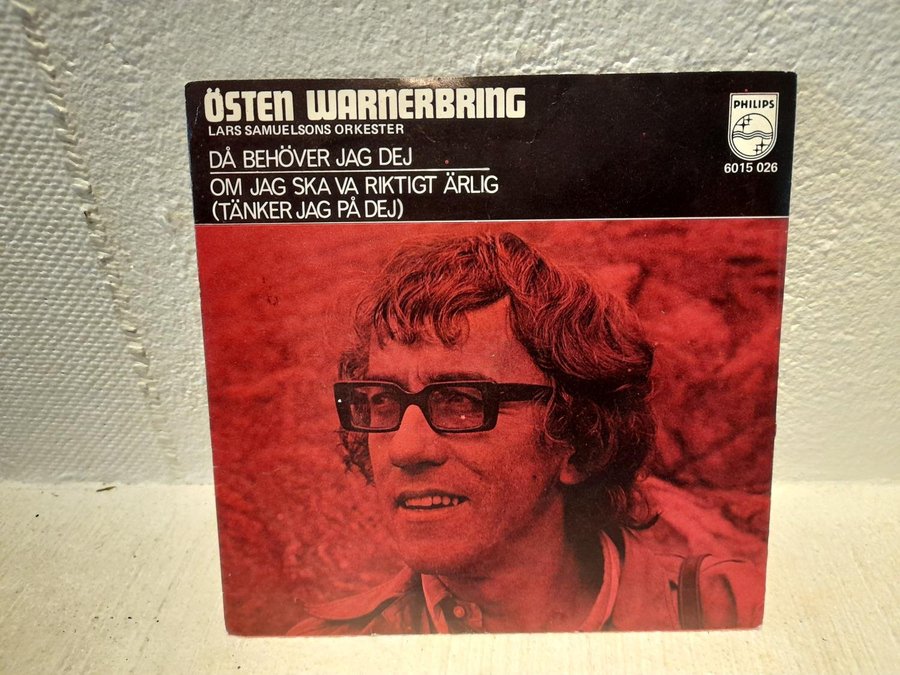 ÖSTEN WARNERBRING
LARS SAMUELSONS ORKESTER
DÅ BEHÖVER JAG DEJ
OM JAG SKA VA RIKTIGT ÄRLIG
(TÄNKER JAG PÅ DEJ)
PHILIPS
6015 026